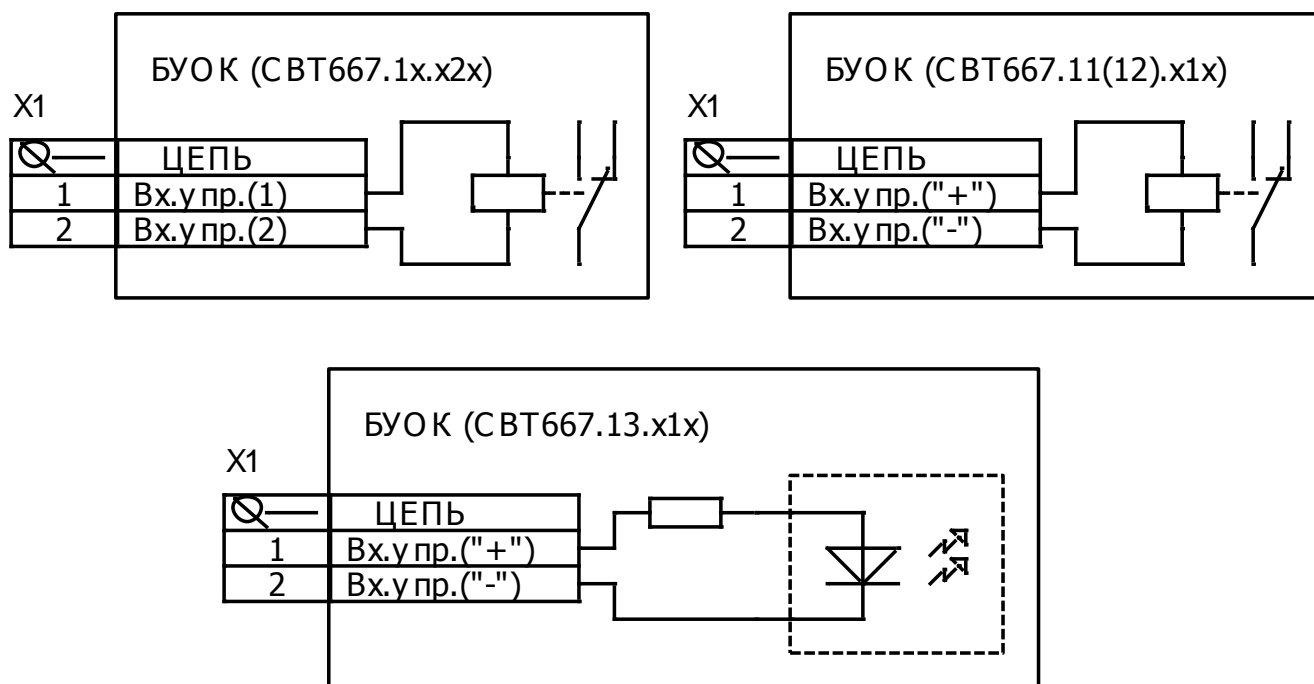 БУОК (СВТ667.1х.х2х)
X1
ЦЕПЬ
1 Вх.упр.(1)
2 Вх.упр.(2)
БУОК (СВТ667.11(12).х1х)
X1
ЦЕПЬ
1 Вх.упр.("+")
2 Вх.упр.("-")
БУОК (СВТ667.13.х1х)
X1
ЦЕПЬ
1 Вх.упр.("+")
2 Вх.упр.("-")